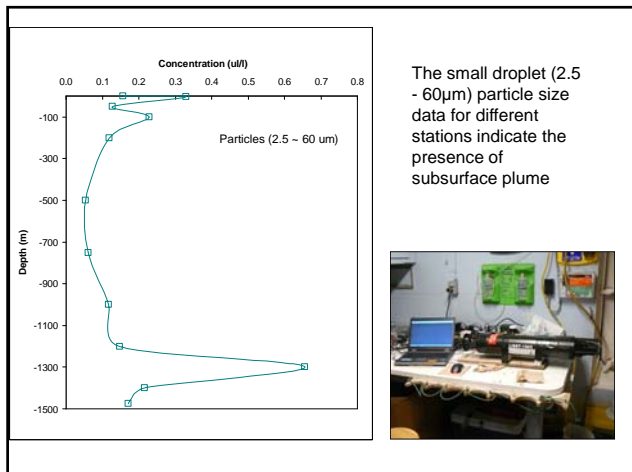 Concentration (ul/l)
0.0 0.1 0.2 0.3 0.4 0.5 0.6 0.7 0.8
-100
-300
-500
-700
-900
-1100
-1300
-1500
Depth (m)
Particles (2.5 ~ 60 um)
The small droplet (2.5
- 60µm) particle size
data for different
stations indicate the
presence of
subsurface plume